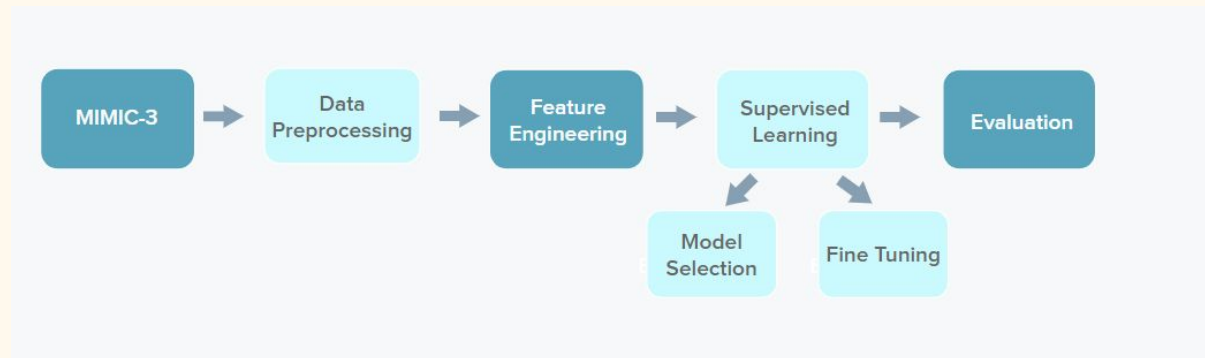 MIMIC-3
Data
Preprocessing
Feature
Engineering
Supervised
Learning
Evaluation
Model
Selection
Fine Tuning